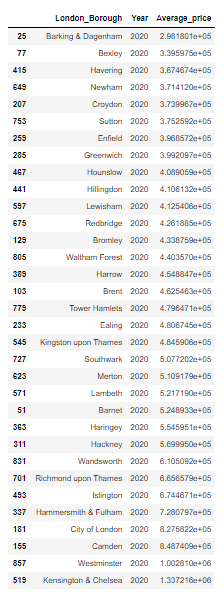 London_Borough Year Average_price
25 Barking & Dagenham 2020 2.981801e+05
77 Bexley 2020 3.395975e+05
415 Havering 2020 3.674674e+05
649 Newham 2020 3.714120e+05
207 Croydon 2020 3.739967e+05
753 Sutton 2020 3.752592e+05
259 Enfield 2020 3.968572e+05
285 Greenwich 2020 3.992097e+05
467 Hounslow 2020 4.089059e+05
441 Hillingdon 2020 4.106132e+05
597 Lewisham 2020 4.125406e+05
675 Redbridge 2020 4.261885e+05
129 Bromley 2020 4.338759e+05
805 Waltham Forest 2020 4.403570e+05
389 Harrow 2020 4.548847e+05
103 Brent 2020 4.625463e+05
779 Tower Hamlets 2020 4.796471e+05
233 Ealing 2020 4.806745e+05
545 Kingston upon Thames 2020 4.845906e+05
727 Southwark 2020 5.077202e+05
623 Merton 2020 5.109179e+05
571 Lambeth 2020 5.217190e+05
51 Barnet 2020 5.248933e+05
363 Haringey 2020 5.545951e+05
311 Hackney 2020 5.699950e+05
831 Wandsworth 2020 6.105092e+05
701 Richmond upon Thames 2020 6.656579e+05
493 Islington 2020 6.744671e+05
337 Hammersmith & Fulham 2020 7.280797e+05
181 City of London 2020 8.275822e+05
155 Camden 2020 8.487409e+05
857 Westminster 2020 1.002810e+06
519 Kensington & Chelsea 2020 1.337216e+06